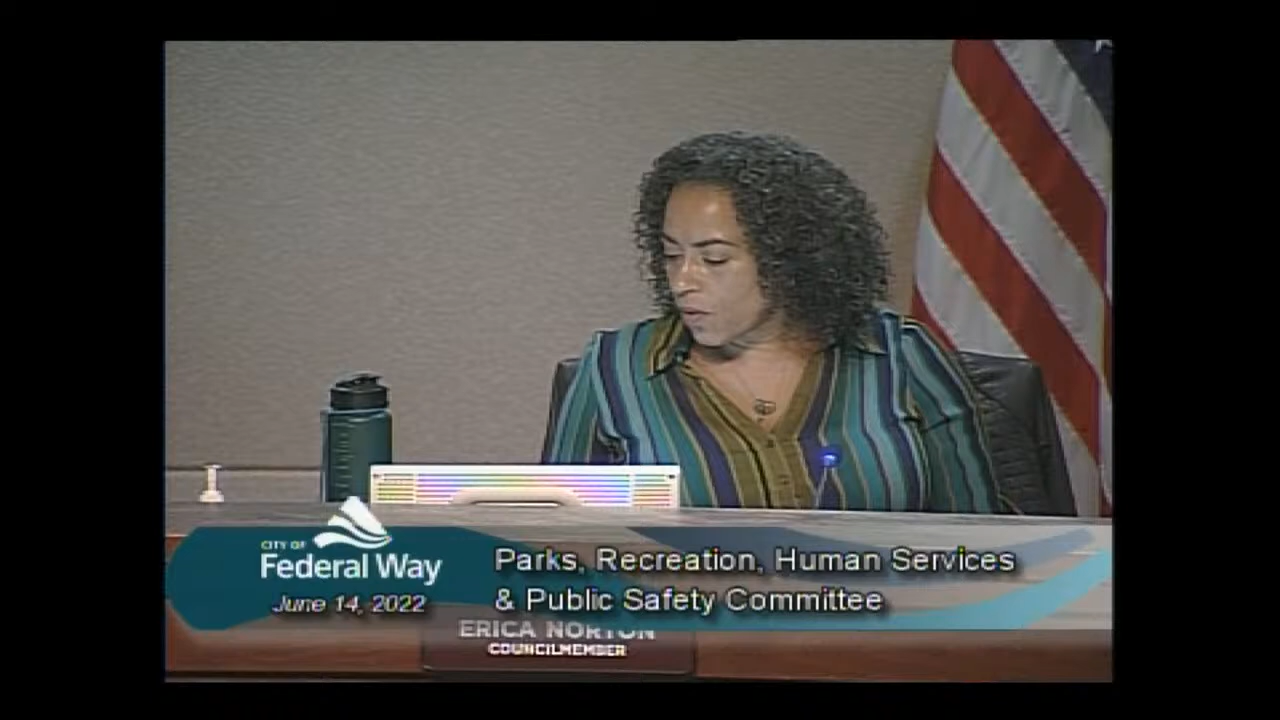 CITY OF
Federal Way
June 14, 2022
Parks, Recreation, Human Services
& Public Safety Committee
ERICA NORTON
COUNCILMEMBER